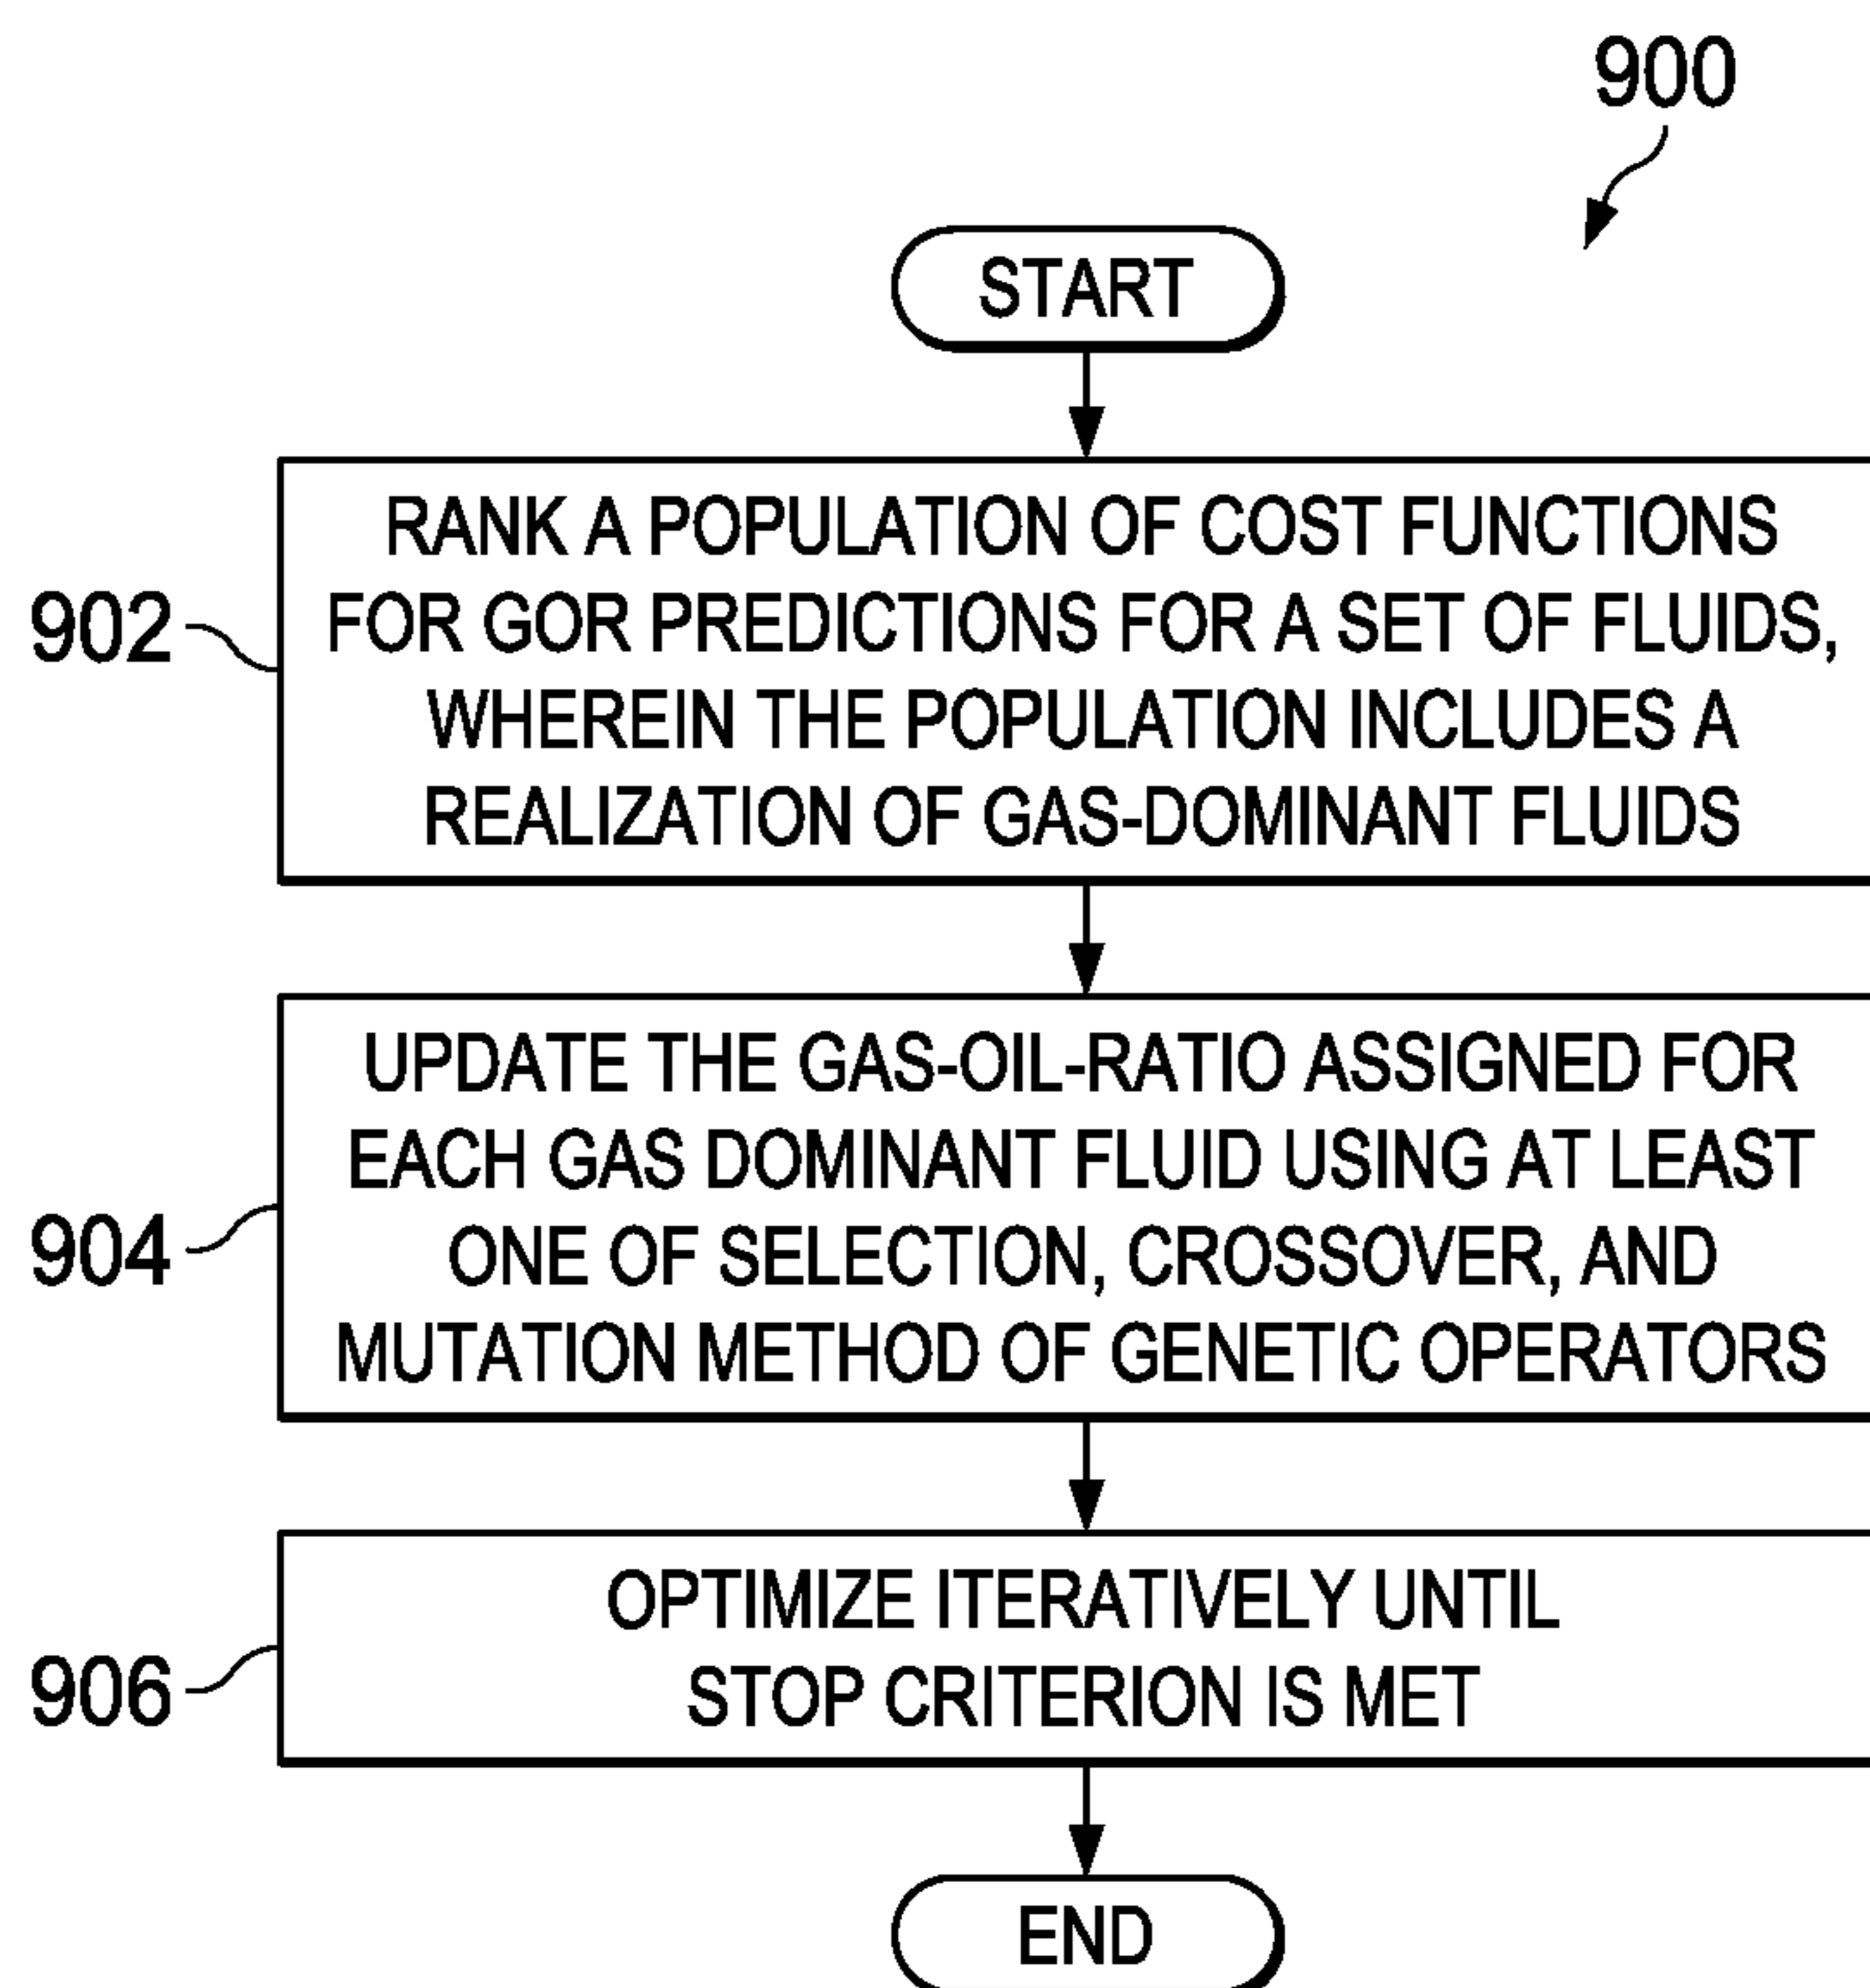 900
START
902
RANK A POPULATION OF COST FUNCTIONS
FOR GOR PREDICTIONS FOR A SET OF FLUIDS,
WHEREIN THE POPULATION INCLUDES A
REALIZATION OF GAS-DOMINANT FLUIDS
904
UPDATE THE GAS-OIL-RATIO ASSIGNED FOR
EACH GAS DOMINANT FLUID USING AT LEAST
ONE OF SELECTION, CROSSOVER, AND
MUTATION METHOD OF GENETIC OPERATORS
906
OPTIMIZE ITERATIVELY UNTIL
STOP CRITERION IS MET
END